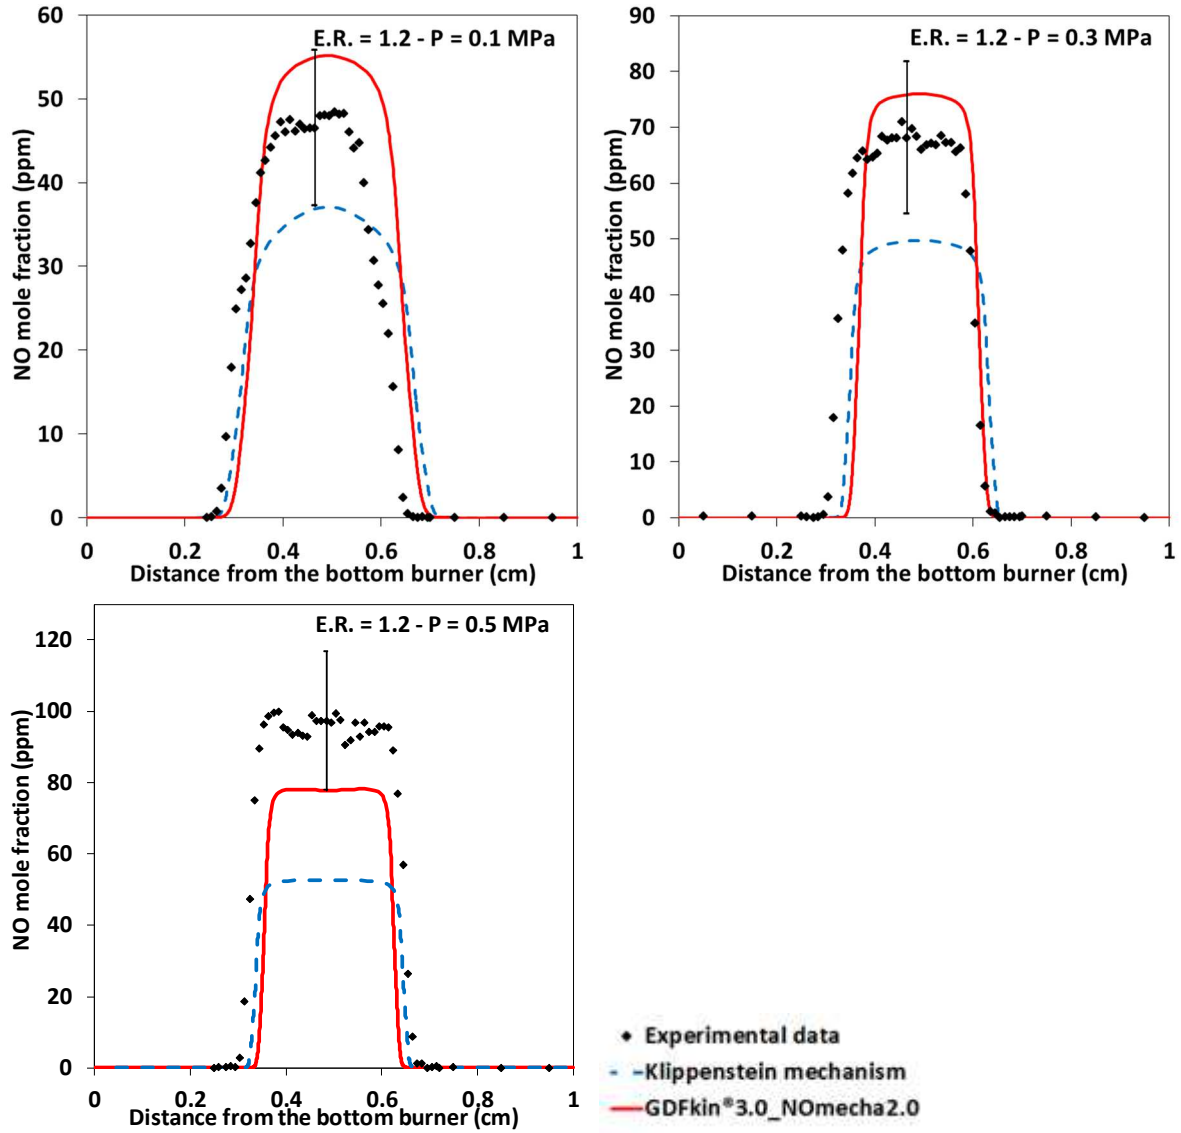 E.R. = 1.2 - P = 0.1 MPa
NO mole fraction (ppm)
60
50
40
30
20
10
0
0 0.2 0.4 0.6 0.8 1
Distance from the bottom burner (cm)
E.R. = 1.2 - P = 0.3 MPa
NO mole fraction (ppm)
90
80
70
60
50
40
30
20
10
0
0 0.2 0.4 0.6 0.8 1
Distance from the bottom burner (cm)
E.R. = 1.2 - P = 0.5 MPa
NO mole fraction (ppm)
120
100
80
60
40
20
0
0 0.2 0.4 0.6 0.8 1
Distance from the bottom burner (cm)
Experimental data
Klippenstein mechanism
GDFkin®3.0_NOmecha2.0